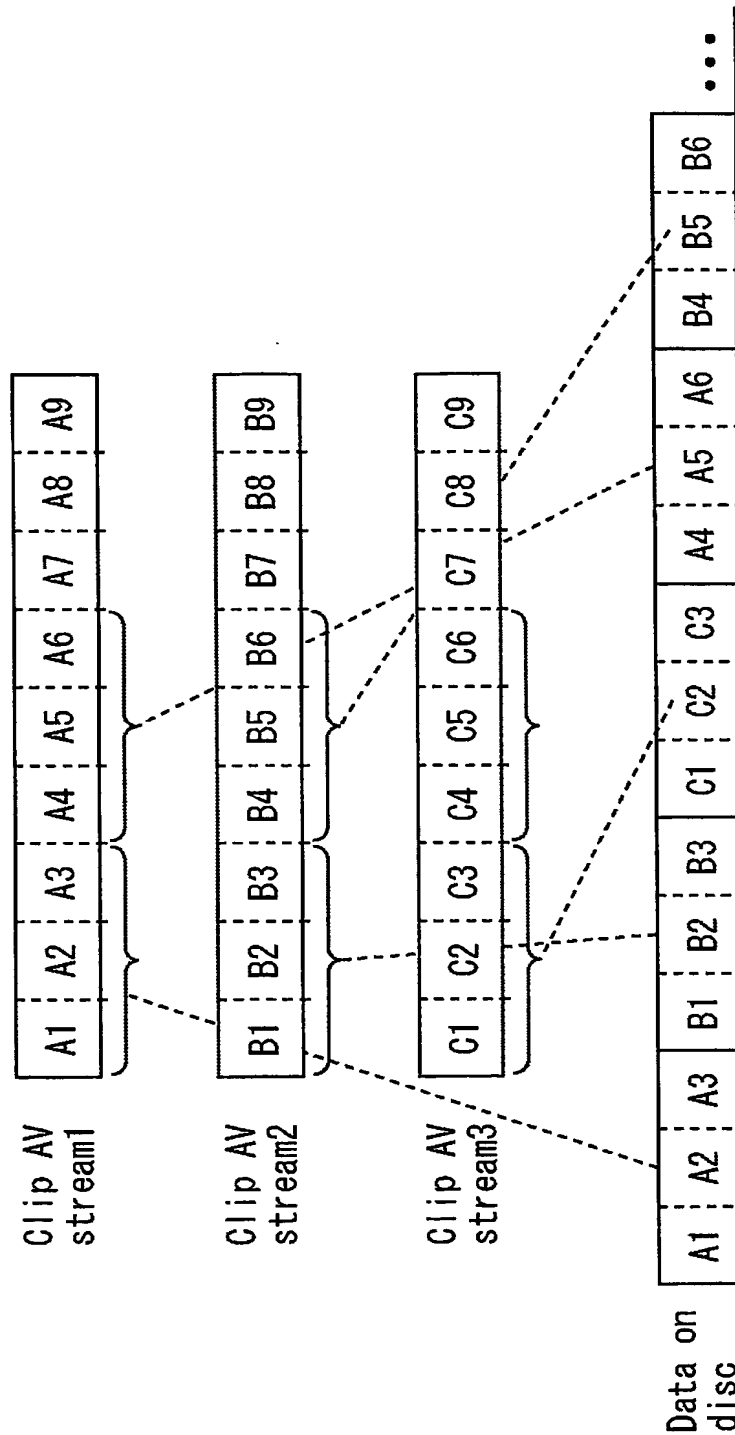 Clip AV
stream1
A1 A2 A3 A4 A5 A6 A7 A8 A9
Clip AV
stream2
B1 B2 B3 B4 B5 B6 B7 B8 B9
Clip AV
stream3
C1 C2 C3 C4 C5 C6 C7 C8 C9
Data on
disc
A1 A2 A3 B1 B2 B3 C1 C2 C3 A4 A5 A6 B4 B5 B6 •••